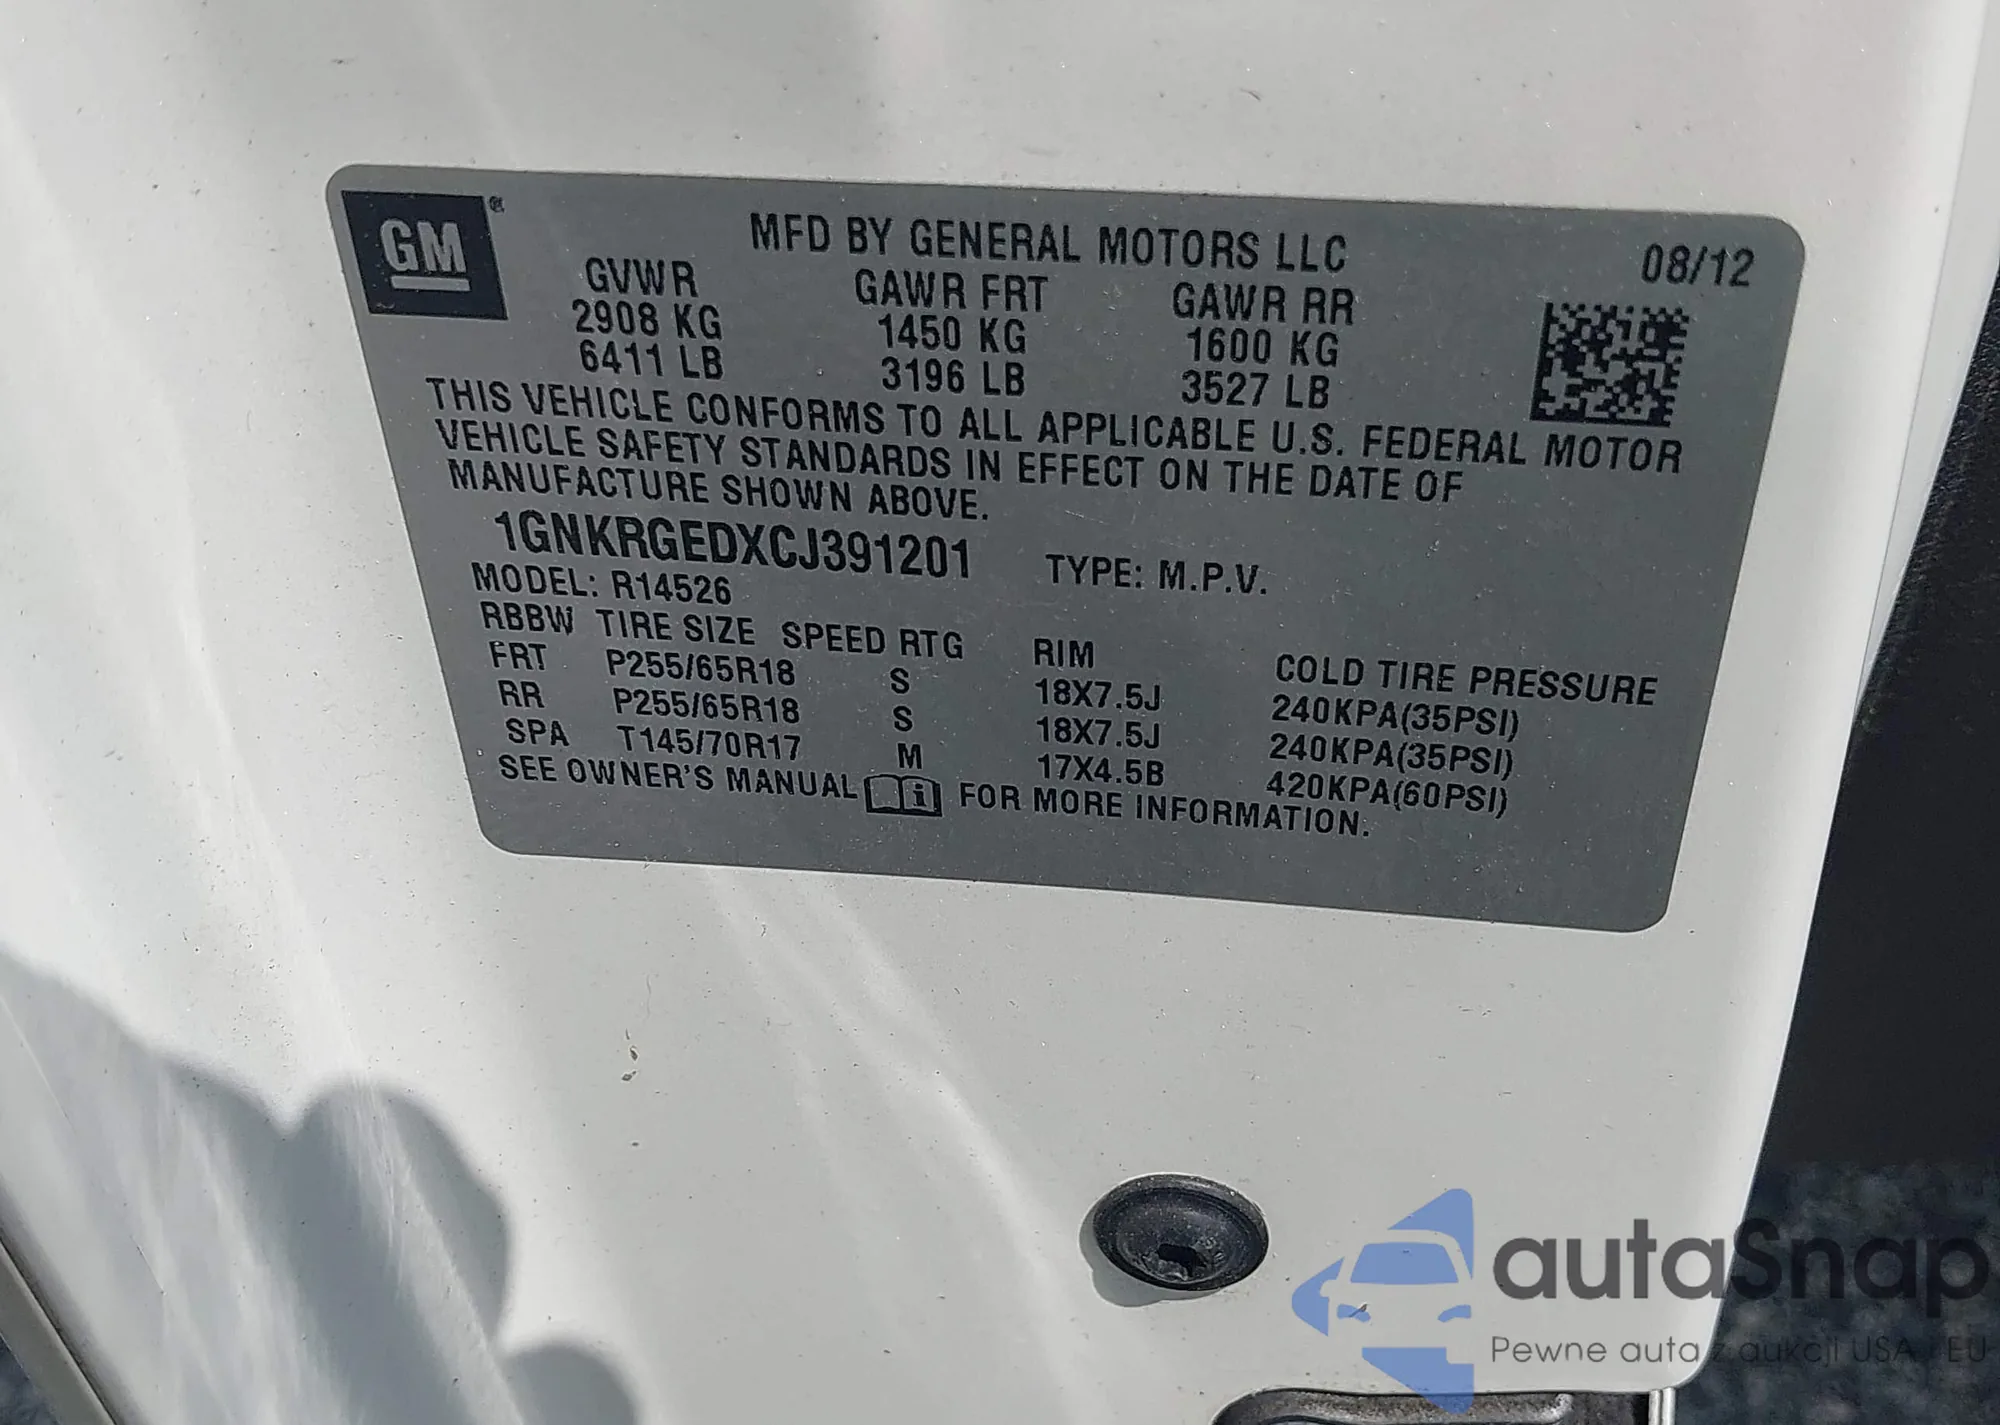 GM®
MFD BY GENERAL MOTORS LLC
08/12
GVWR GAWR FRT GAWR RR
2908 KG 1450 KG 1600 KG
6411 LB 3196 LB 3527 LB
THIS VEHICLE CONFORMS TO ALL APPLICABLE U.S. FEDERAL MOTOR
VEHICLE SAFETY STANDARDS IN EFFECT ON THE DATE OF
MANUFACTURE SHOWN ABOVE.
1GNKRGEDXCJ391201 TYPE: M.P.V.
MODEL: R14526
RBBW TIRE SIZE SPEED RTG RIM COLD TIRE PRESSURE
FRT P255/65R18 S 18X7.5J 240KPA(35PSI)
RR P255/65R18 S 18X7.5J 240KPA(35PSI)
SPA T145/70R17 M 17X4.5B 420KPA(60PSI)
SEE OWNER'S MANUAL i FOR MORE INFORMATION.
autaSnap
Pewne auta z aukcji USA i EU